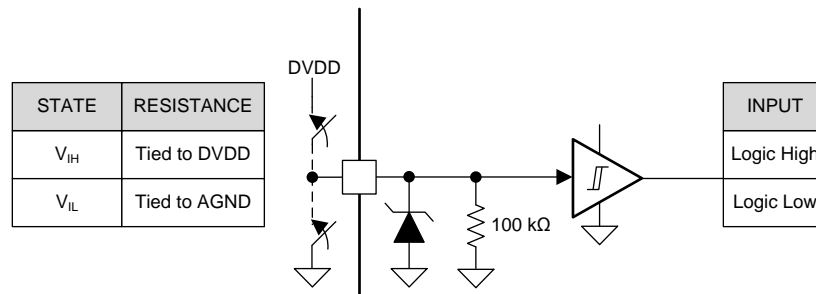 DVDD
STATE RESISTANCE
V_IH Tied to DVDD
V_IL Tied to AGND
100 kΩ
INPUT
Logic High
Logic Low